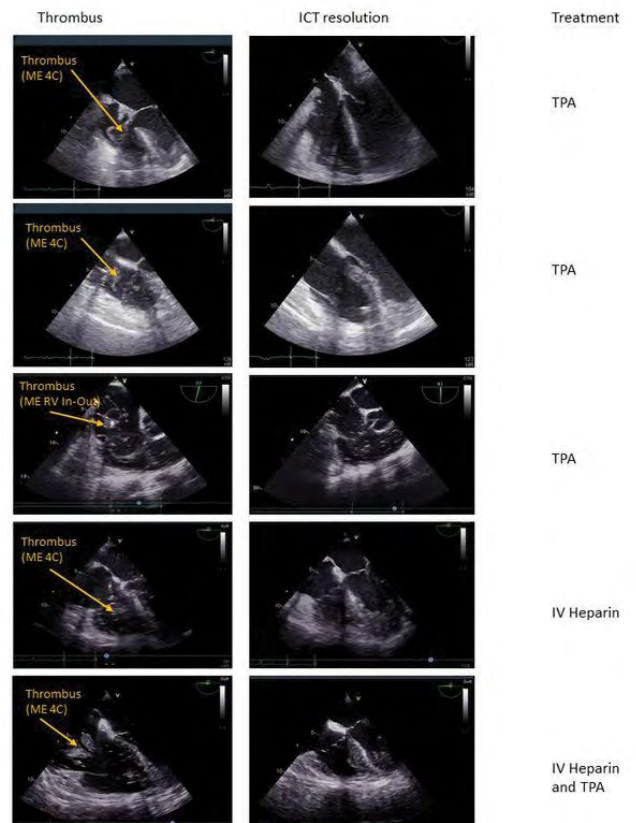 Thrombus
ICT resolution
Treatment
Thrombus
(ME 4C)
TPA
Thrombus
(ME 4C)
TPA
Thrombus
(ME RV In-Out)
TPA
Thrombus
(ME 4C)
IV Heparin
Thrombus
(ME 4C)
IV Heparin
and TPA